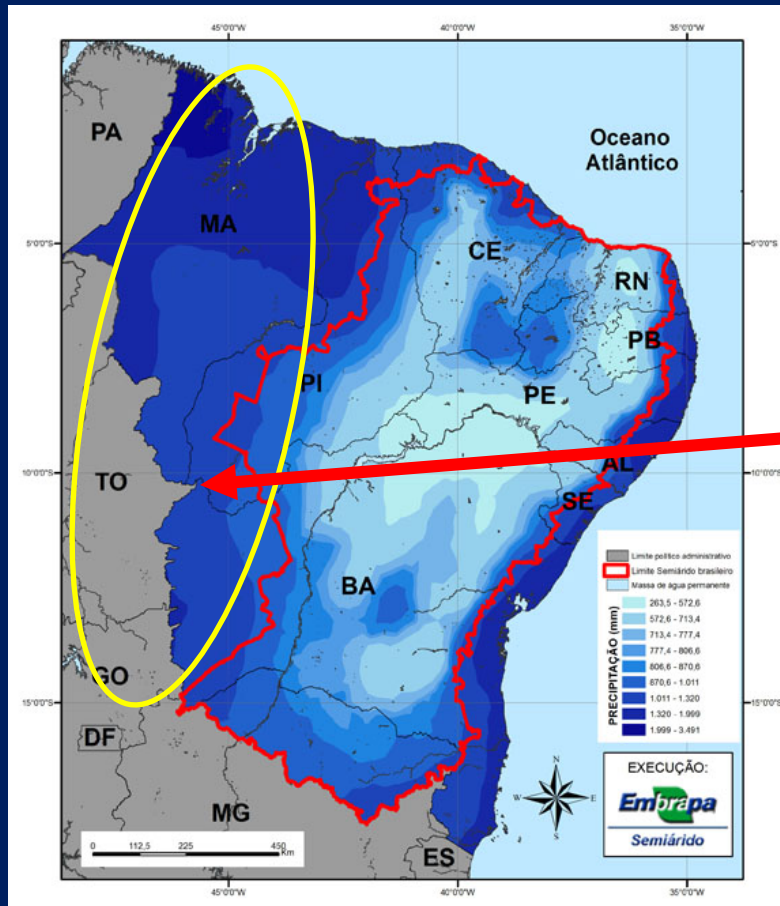 45°0'0"W 40°0'0"W 35°0'0"W
PA
Oceano
Atlântico
MA
5°0'0"S
5°0'0"S
CE
RN
PB
PI
PE
TO
10°0'0"S
10°0'0"S
AL
SE
BA
GO
15°0'0"S
15°0'0"S
DF
MG
ES
Limite político administrativo
Limite Semiárido brasileiro
Massa de água permanente
PRECIPITAÇÃO (mm)
263,5 - 572,6
572,6 - 713,4
713,4 - 777,4
777,4 - 806,6
806,6 - 870,6
870,6 - 1.011
1.011 - 1.320
1.320 - 1.999
1.999 - 3.491
N
W E
S
EXECUÇÃO:
Embrapa
Semiárido
0 112,5 225 450
Km
45°0'0"W 40°0'0"W 35°0'0"W